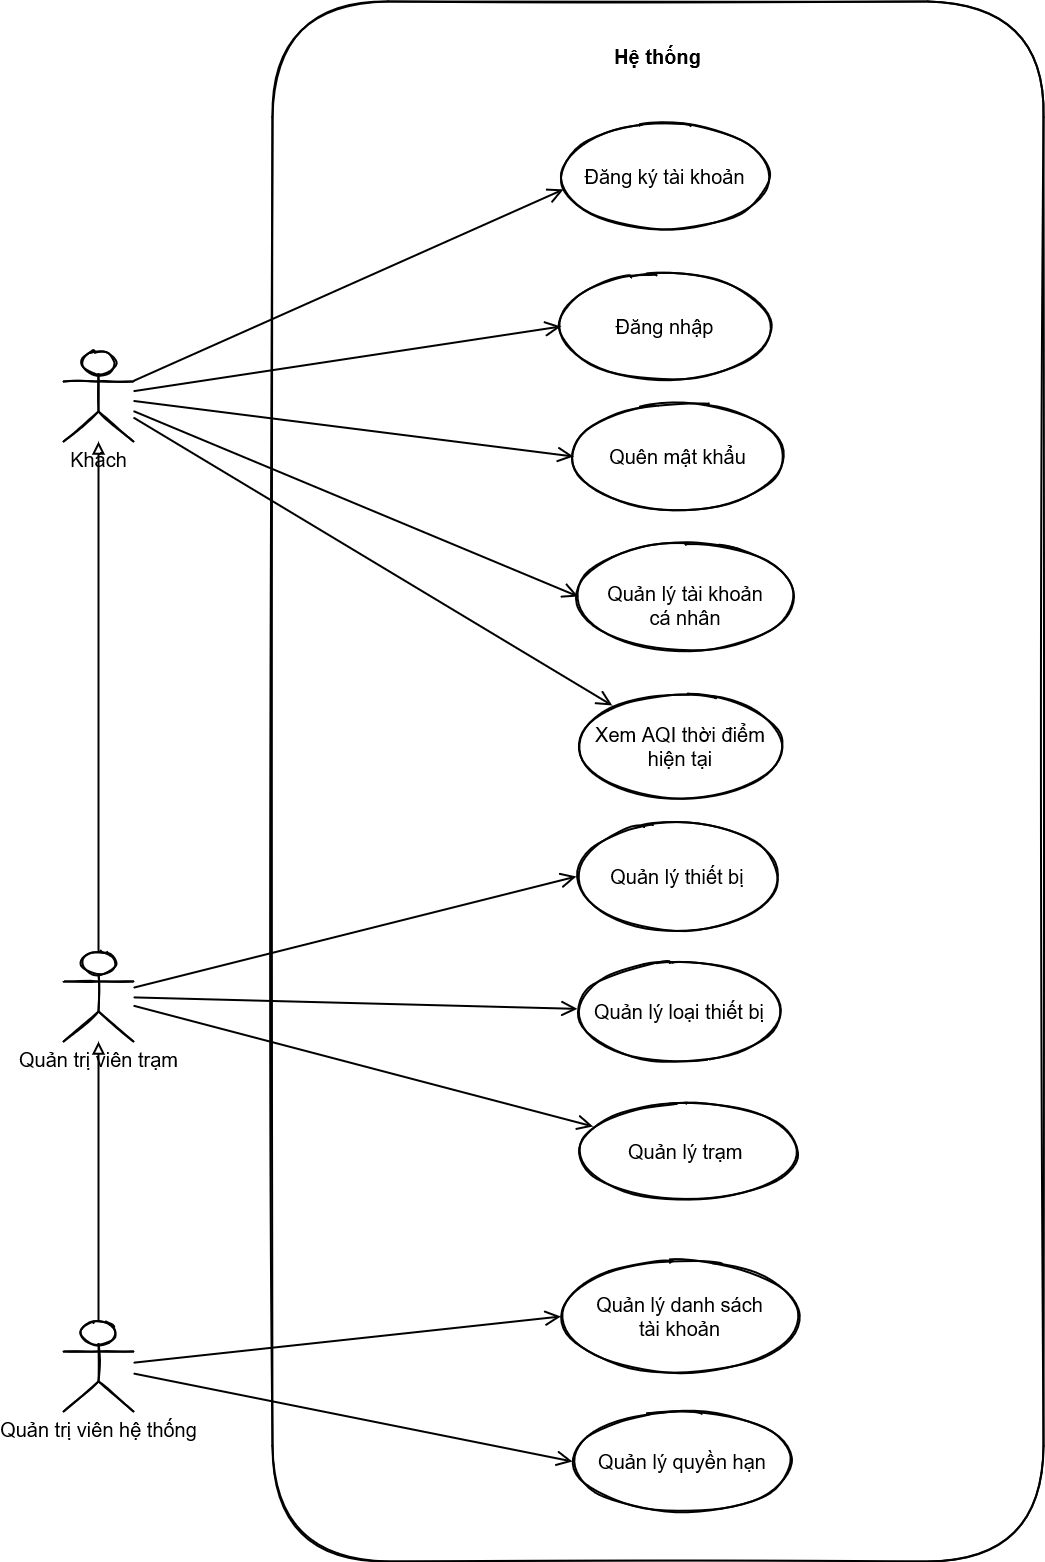 Hệ thống
Đăng ký tài khoản
Đăng nhập
Khách
Quên mật khẩu
Quản lý tài khoản
cá nhân
Xem AQI thời điểm
hiện tại
Quản lý thiết bị
Quản lý loại thiết bị
Quản trị viên trạm
Quản lý trạm
Quản lý danh sách
tài khoản
Quản trị viên hệ thống
Quản lý quyền hạn